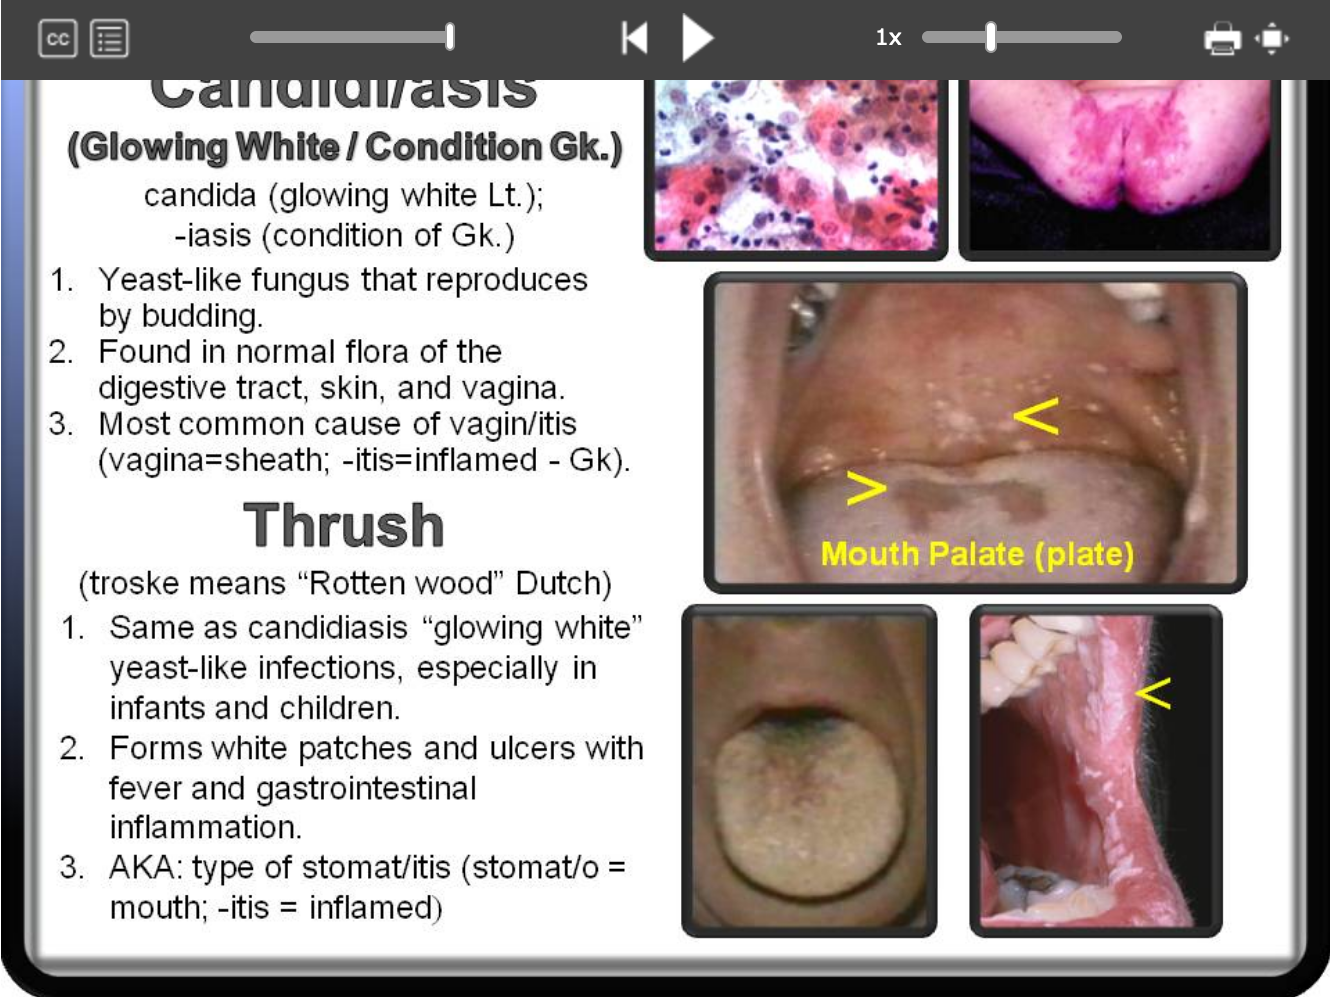 CC
1x
Candidi/asis
(Glowing White / Condition Gk.)
candida (glowing white Lt.);
-iasis (condition of Gk.)
1. Yeast-like fungus that reproduces
by budding.
2. Found in normal flora of the
digestive tract, skin, and vagina.
3. Most common cause of vagin/itis
(vagina=sheath; -itis=inflamed - Gk).
<
>
Mouth Palate (plate)
Thrush
(troske means “Rotten wood” Dutch)
1. Same as candidiasis “glowing white”
yeast-like infections, especially in
infants and children.
2. Forms white patches and ulcers with
fever and gastrointestinal
inflammation.
3. AKA: type of stomat/itis (stomat/o =
mouth; -itis = inflamed)
<